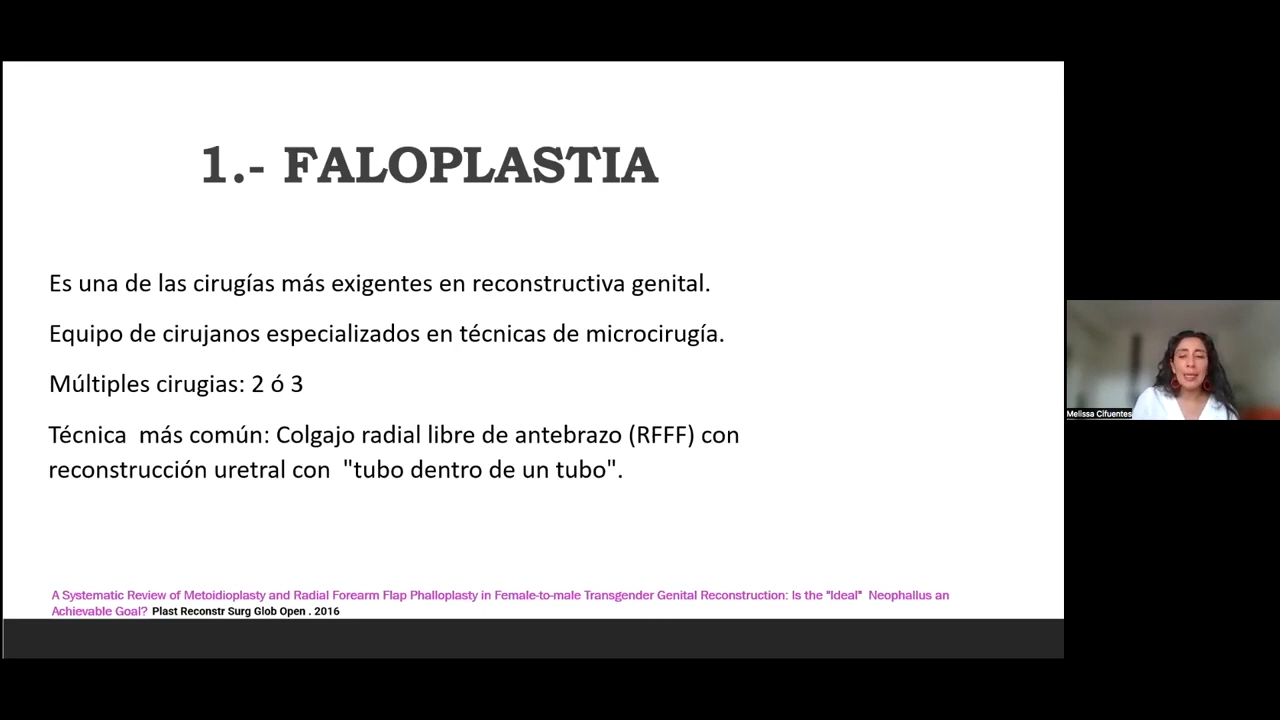 1.- FALOPLASTIA
Es una de las cirugías más exigentes en reconstructiva genital.
Equipo de cirujanos especializados en técnicas de microcirugía.
Múltiples cirugias: 2 ó 3
Técnica  más común: Colgajo radial libre de antebrazo (RFFF) con
reconstrucción uretral con  "tubo dentro de un tubo".
A Systematic Review of Metoidioplasty and Radial Forearm Flap Phalloplasty in Female-to-male Transgender Genital Reconstruction: Is the "Ideal"  Neophallus an
Achievable Goal? Plast Reconstr Surg Glob Open . 2016
Melissa Cifuentes